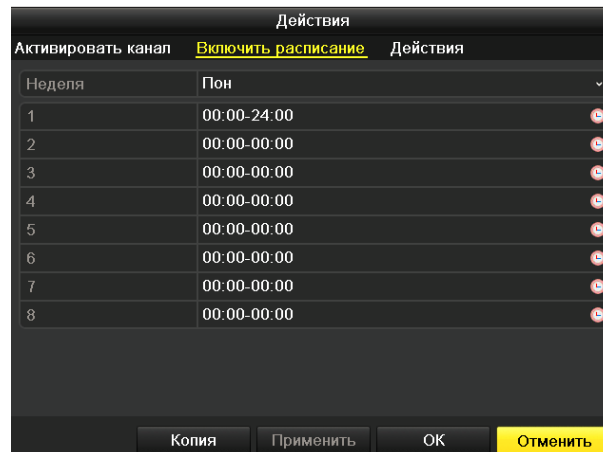 Действия
Активировать канал Включить расписание Действия
Неделя Пон
1 00:00-24:00
2 00:00-00:00
3 00:00-00:00
4 00:00-00:00
5 00:00-00:00
6 00:00-00:00
7 00:00-00:00
8 00:00-00:00
Копия Применить ОК Отменить